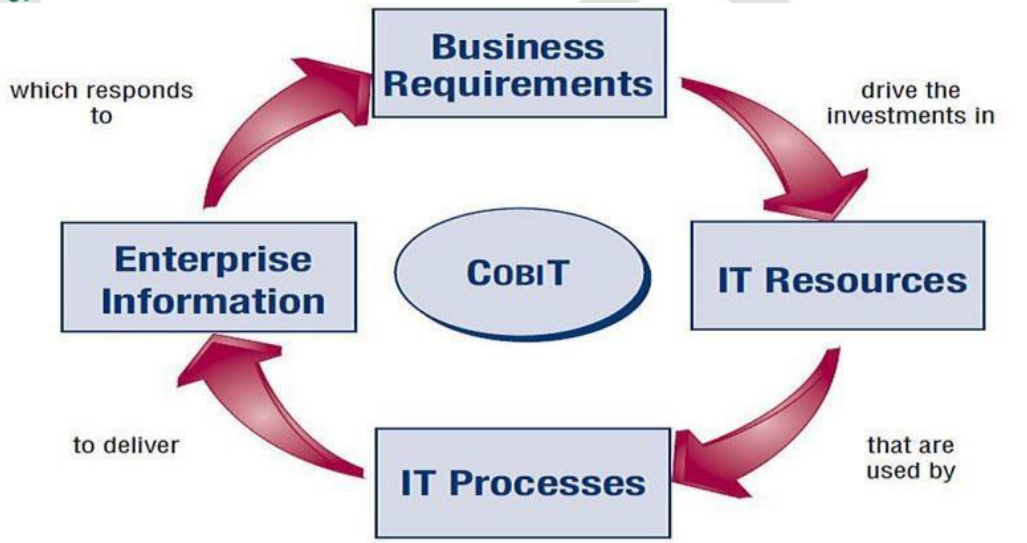 Business
Requirements
which responds
to
drive the
investments in
Enterprise
Information
COBIT
IT Resources
to deliver
IT Processes
that are
used by